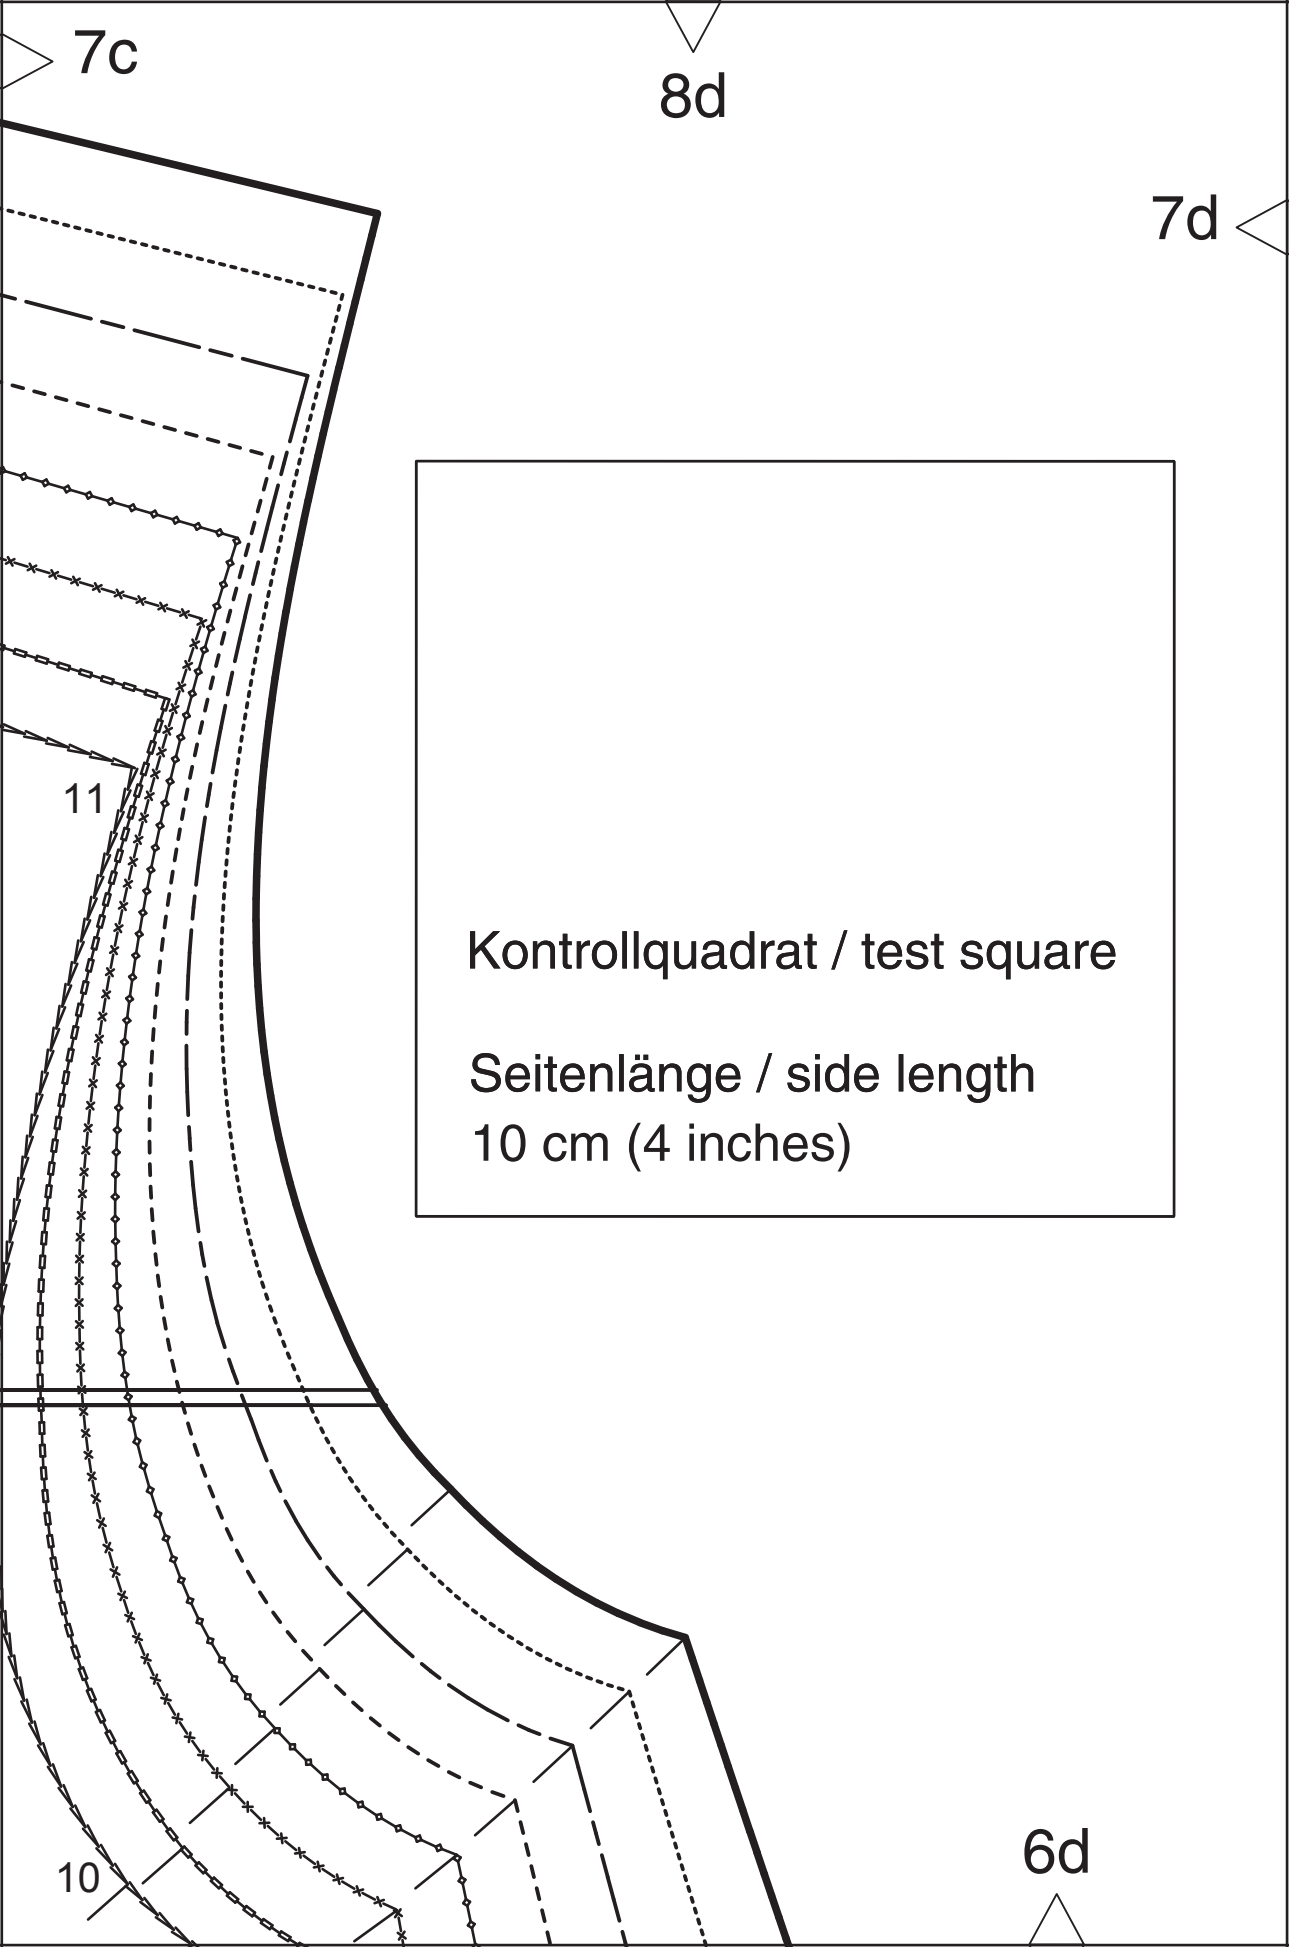 7c
8d
7d
11
Kontrollquadrat / test square
Seitenlänge / side length
10 cm (4 inches)
6d
10